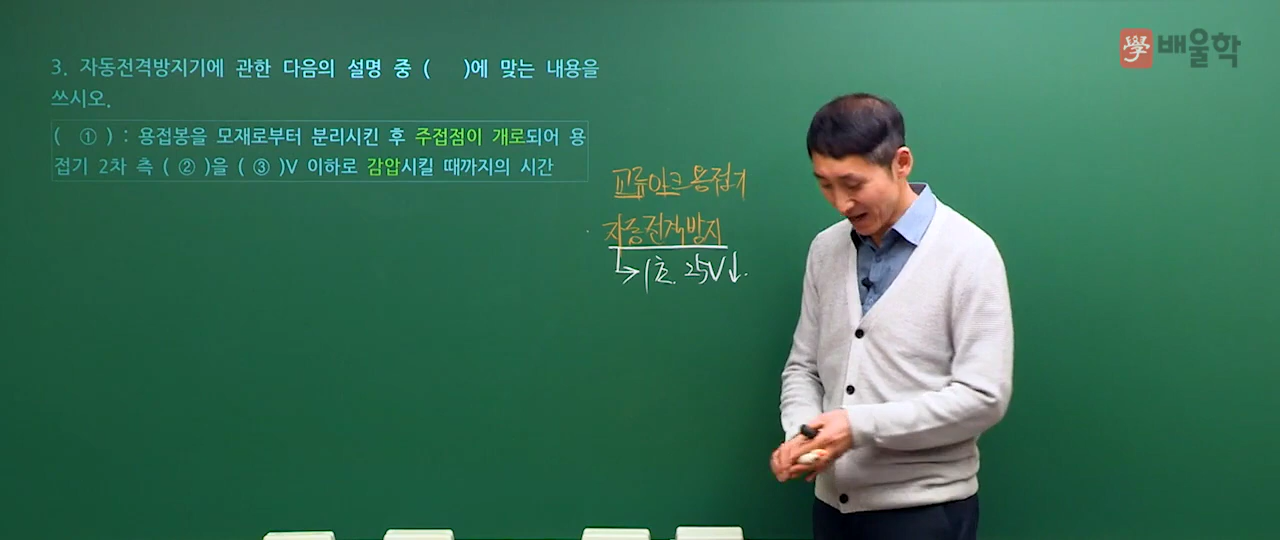 學 배울학
3. 자동전격방지기에 관한 다음의 설명 중 (   )에 맞는 내용을
쓰시오.
( ① ) : 용접봉을 모재로부터 분리시킨 후 주접점이 개로되어 용
접기 2차 측 ( ② )을 ( ③ )V 이하로 감압시킬 때까지의 시간
교류아크용접기
자동전격방지
→ 1초. 25V↓.